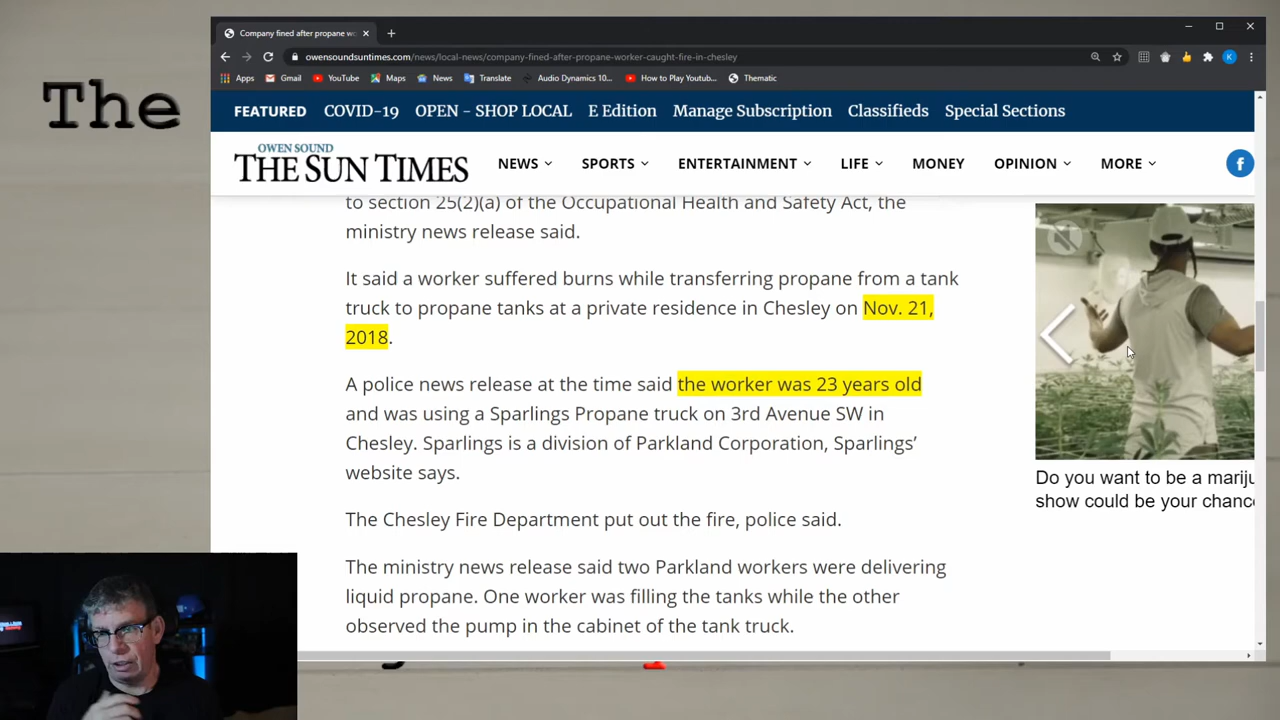 The
Company fined after propane wo
owensoundsuntimes.com/news/local-news/company-fined-after-propane-worker-caught-fire-in-chesley
K
Apps Gmail YouTube Maps News Translate Audio Dynamics 10... How to Play Youtub... Thematic
FEATURED COVID-19 OPEN – SHOP LOCAL E Edition Manage Subscription Classifieds Special Sections
OWEN SOUND
THE SUN TIMES
NEWS SPORTS ENTERTAINMENT LIFE MONEY OPINION MORE
to section 25(2)(a) of the Occupational Health and Safety Act, the
ministry news release said.
It said a worker suffered burns while transferring propane from a tank
truck to propane tanks at a private residence in Chesley on Nov. 21,
2018.
A police news release at the time said the worker was 23 years old
and was using a Sparlings Propane truck on 3rd Avenue SW in
Chesley. Sparlings is a division of Parkland Corporation, Sparlings’
website says.
The Chesley Fire Department put out the fire, police said.
The ministry news release said two Parkland workers were delivering
liquid propane. One worker was filling the tanks while the other
observed the pump in the cabinet of the tank truck.
Do you want to be a mariju
show could be your chance